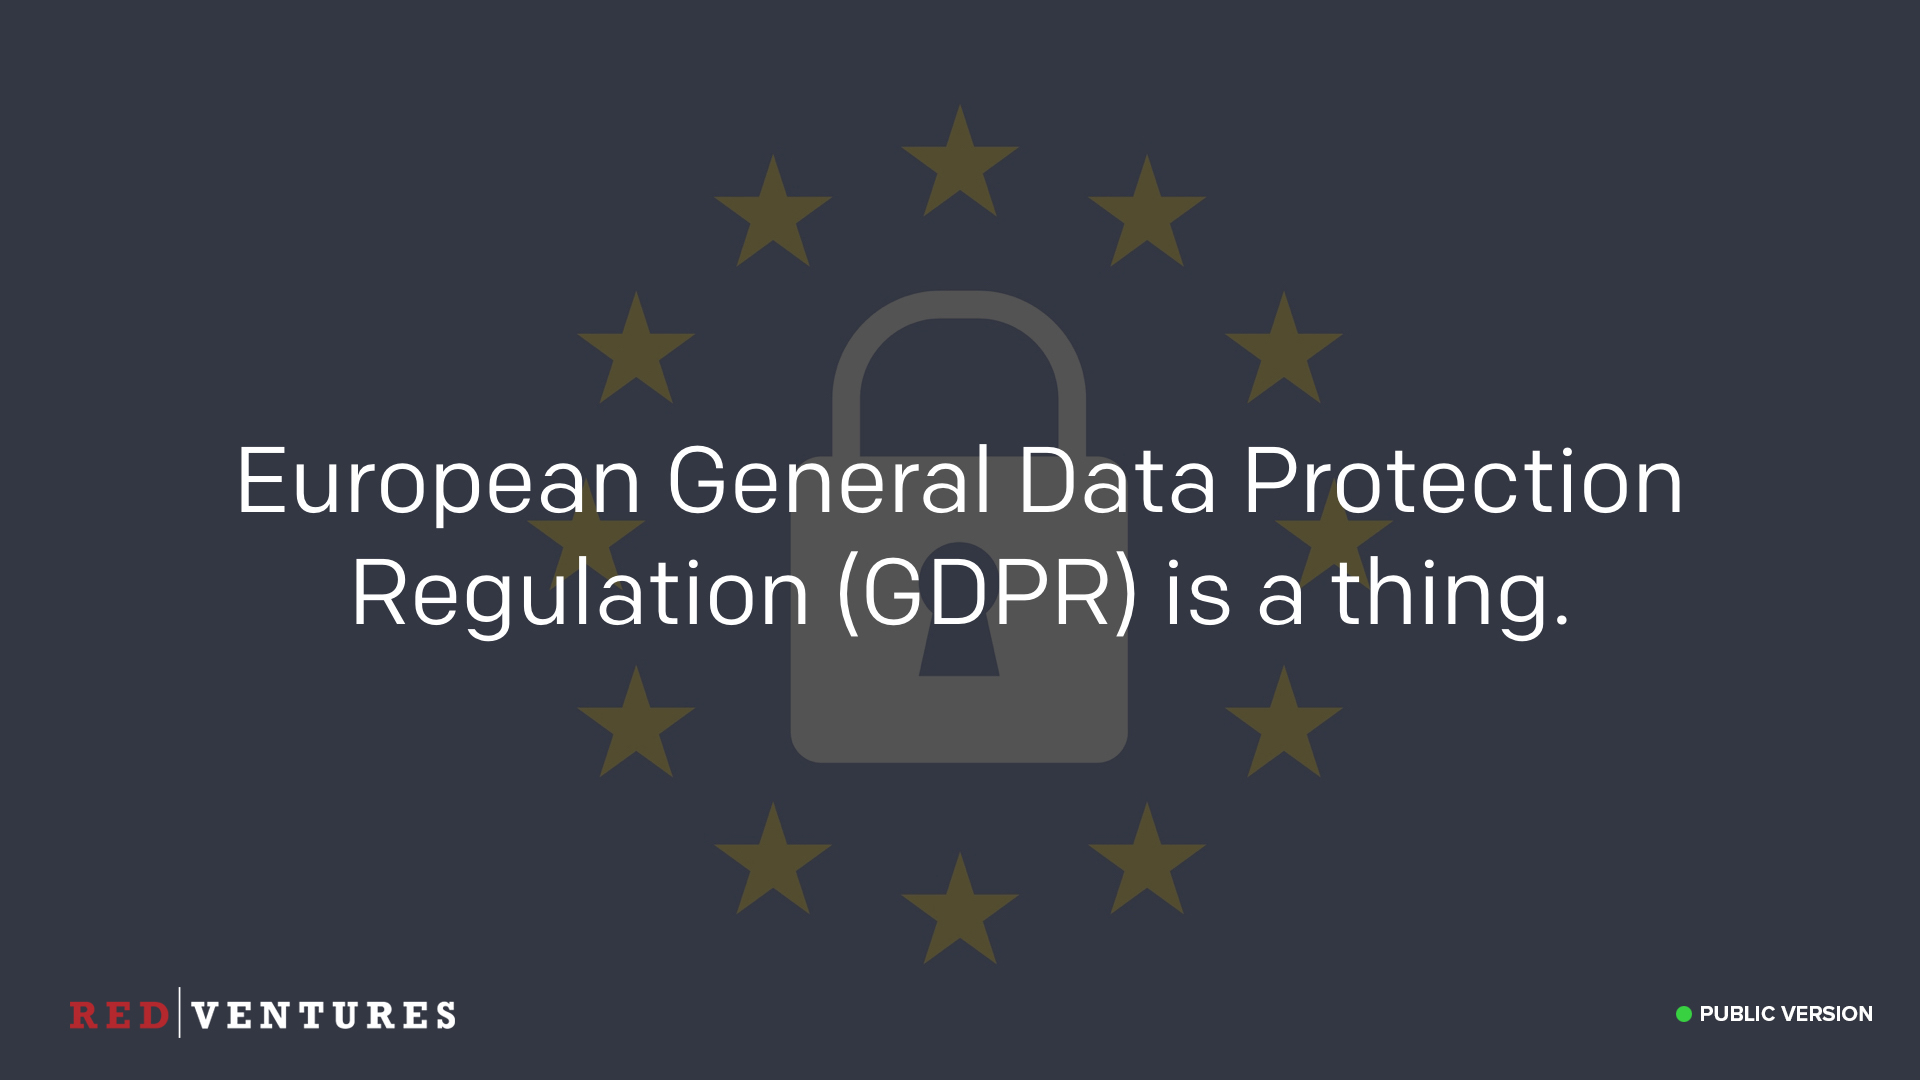 European General Data Protection
Regulation (GDPR) is a thing.
RED VENTURES
PUBLIC VERSION